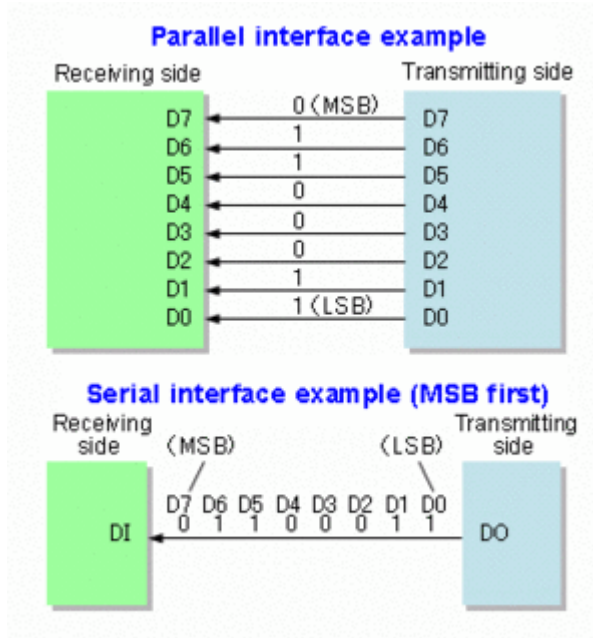 Parallel interface example
Receiving side Transmitting side
D7 0 (MSB) D7
D6 1 D6
D5 1 D5
D4 0 D4
D3 0 D3
D2 0 D2
D1 1 D1
D0 1 (LSB) D0
Serial interface example (MSB first)
Receiving side
Transmitting side
(MSB) (LSB)
D7 D6 D5 D4 D3 D2 D1 D0
0 1 1 0 0 0 1 1
DI DO